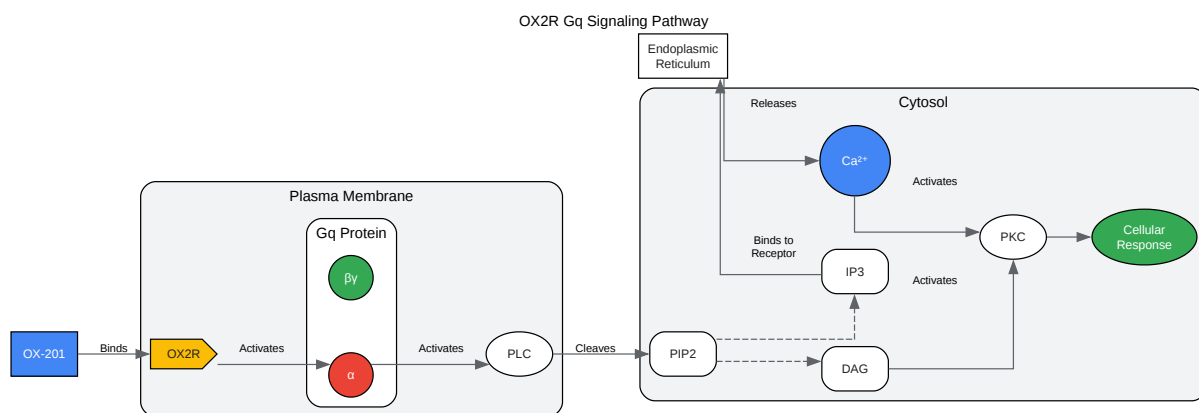 OX2R Gq Signaling Pathway
Endoplasmic
Reticulum
Cytosol
Releases
Ca²⁺
Activates
Plasma Membrane
Gq Protein
βγ
Binds to
Receptor
IP3
Activates
PKC
Cellular
Response
OX-201
Binds
OX2R
Activates
α
Activates
PLC
Cleaves
PIP2
DAG